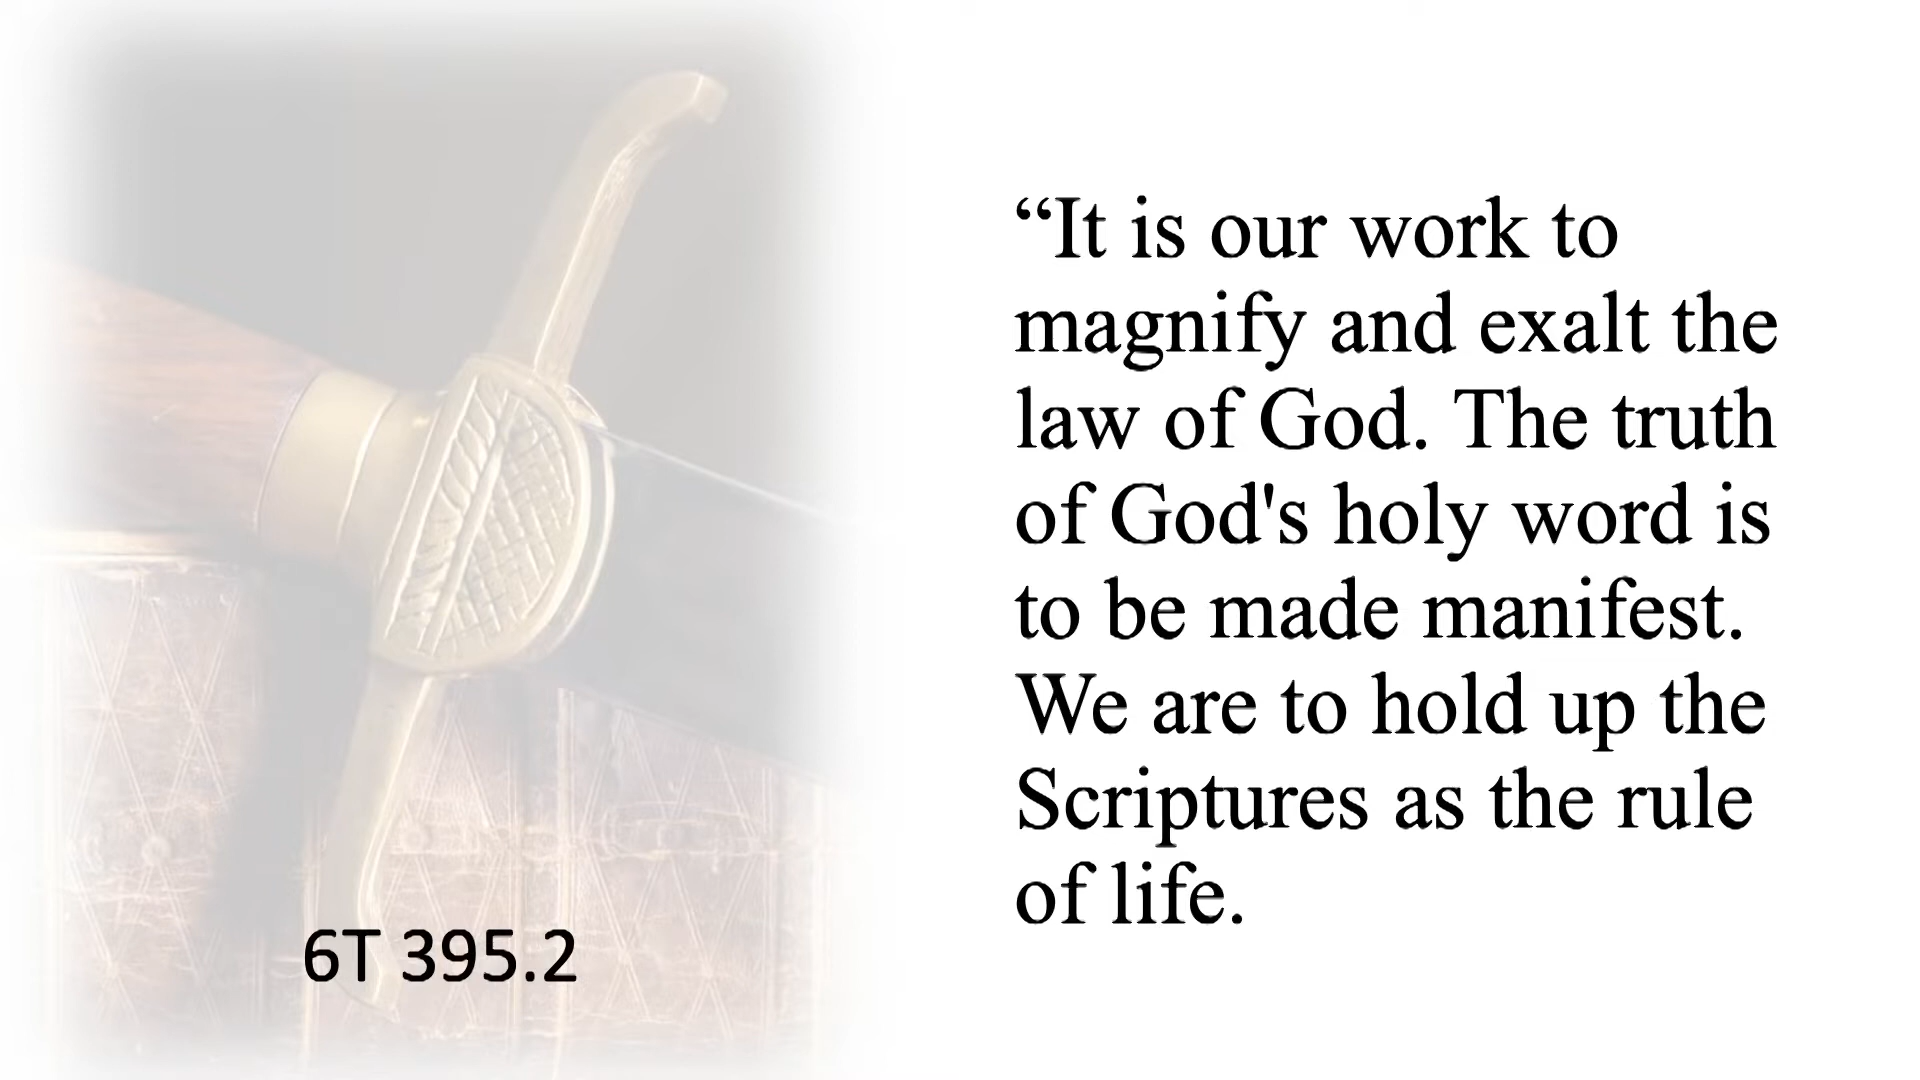 “It is our work to
magnify and exalt the
law of God. The truth
of God's holy word is
to be made manifest.
We are to hold up the
Scriptures as the rule
of life.
6T 395.2